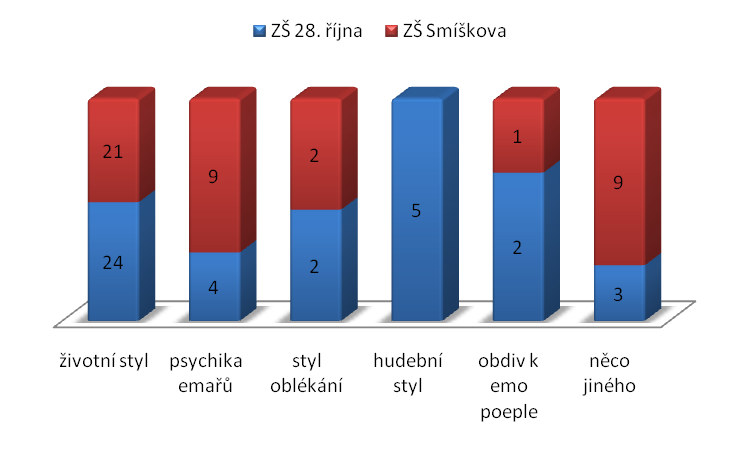 ZŠ 28. října ZŠ Smíškova
21 9 2 1 9
24 4 2 5 2 3
životní styl psychika emařů styl oblékání hudební styl obdiv k emo poeple něco jiného